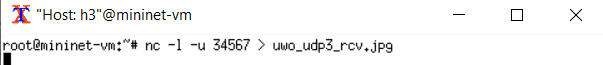 "Host: h3"@mininet-vm
root@mininet-vm:~# nc -l -u 34567 > uwo_udp3_rcv.jpg